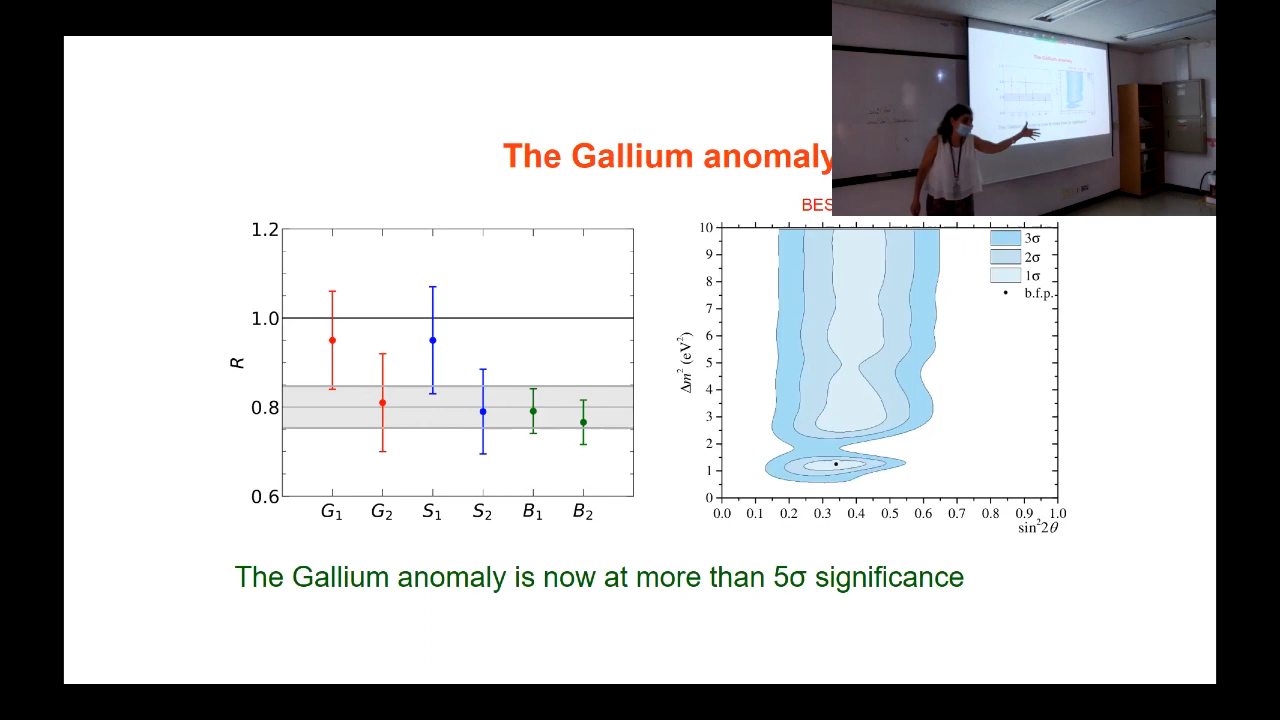 The Gallium anomaly
BES
1.2
1.0
0.8
0.6
R
G1 G2 S1 S2 B1 B2
10
9
8
7
6
5
4
3
2
1
0
Δm² (eV²)
3σ
2σ
1σ
b.f.p.
0.0 0.1 0.2 0.3 0.4 0.5 0.6 0.7 0.8 0.9 1.0
sin²2θ
The Gallium anomaly is now at more than 5σ significance
The Gallium anomaly